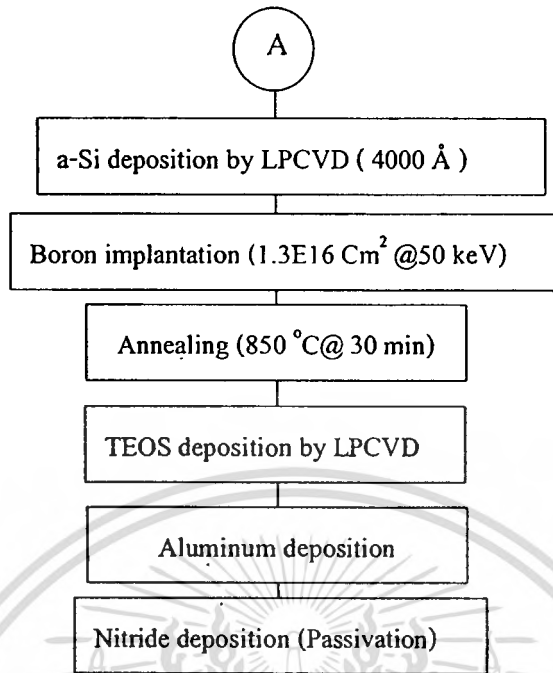 A
a-Si deposition by LPCVD ( 4000 Å )
Boron implantation (1.3E16 Cm² @50 keV)
Annealing (850 °C@ 30 min)
TEOS deposition by LPCVD
Aluminum deposition
Nitride deposition (Passivation)